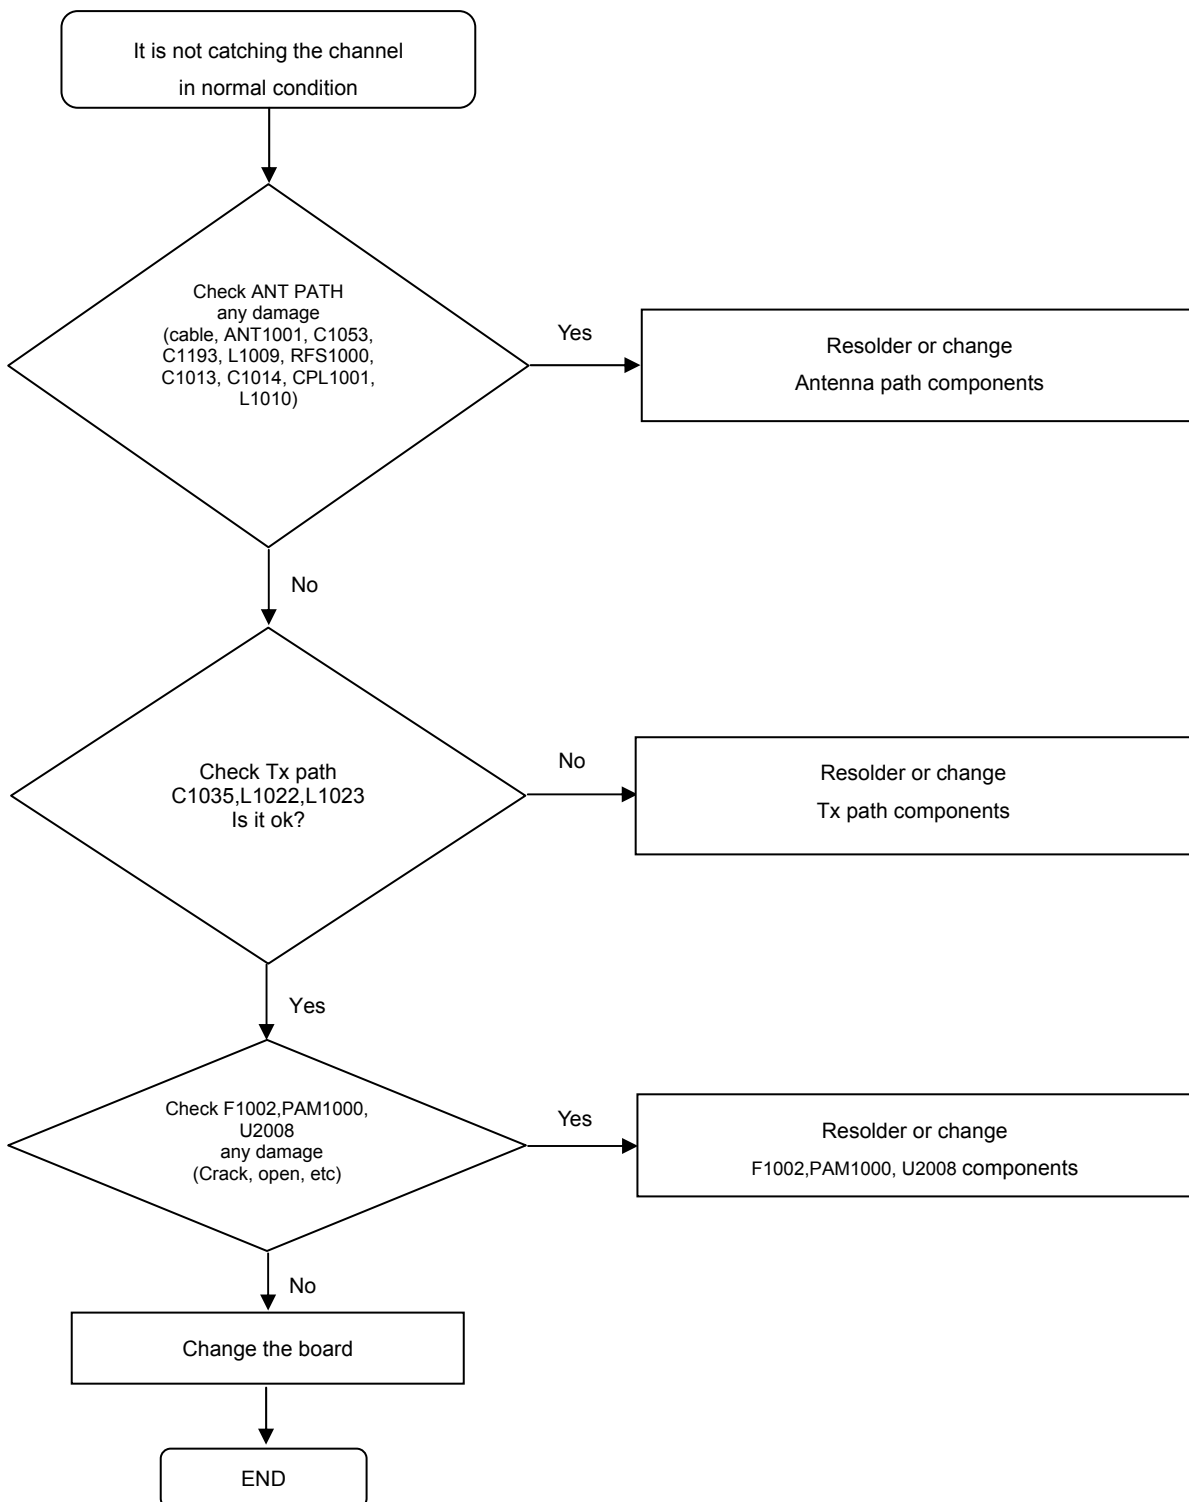 It is not catching the channel
in normal condition
Check ANT PATH
any damage
(cable, ANT1001, C1053,
C1193, L1009, RFS1000,
C1013, C1014, CPL1001,
L1010)
Yes
Resolder or change
Antenna path components
No
Check Tx path
C1035,L1022,L1023
Is it ok?
No
Resolder or change
Tx path components
Yes
Check F1002,PAM1000,
U2008
any damage
(Crack, open, etc)
Yes
Resolder or change
F1002,PAM1000, U2008 components
No
Change the board
END